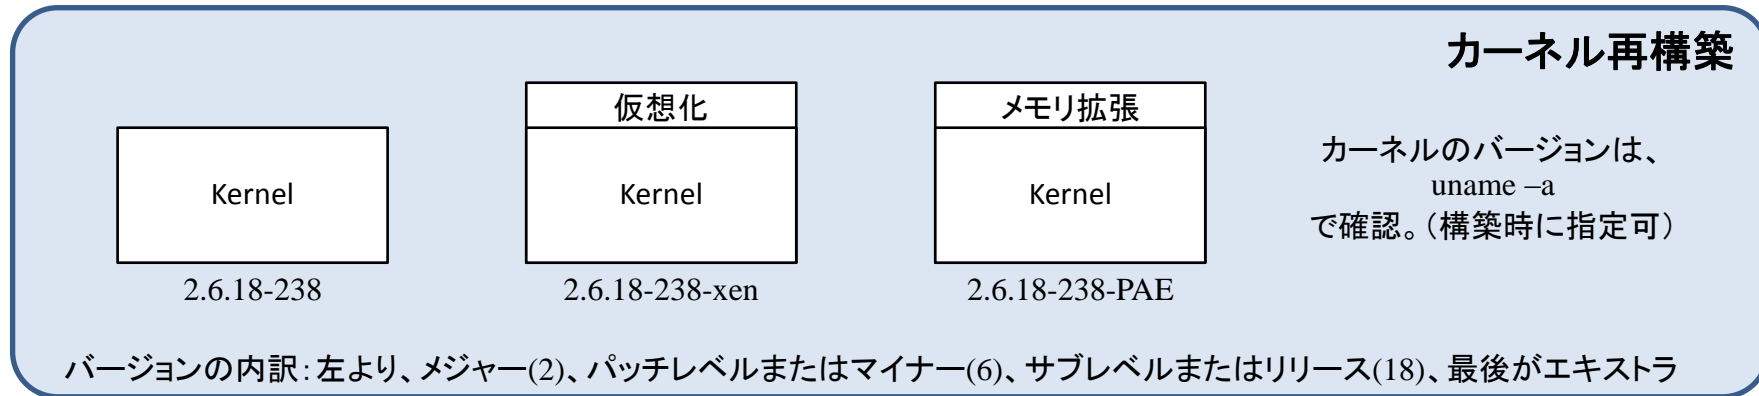 カーネル再構築
仮想化
メモリ拡張
Kernel
Kernel
Kernel
カーネルのバージョンは、
uname –a
で確認。（構築時に指定可）
2.6.18-238
2.6.18-238-xen
2.6.18-238-PAE
バージョンの内訳：左より、メジャー(2)、パッチレベルまたはマイナー(6)、サブレベルまたはリリース(18)、最後がエキストラ